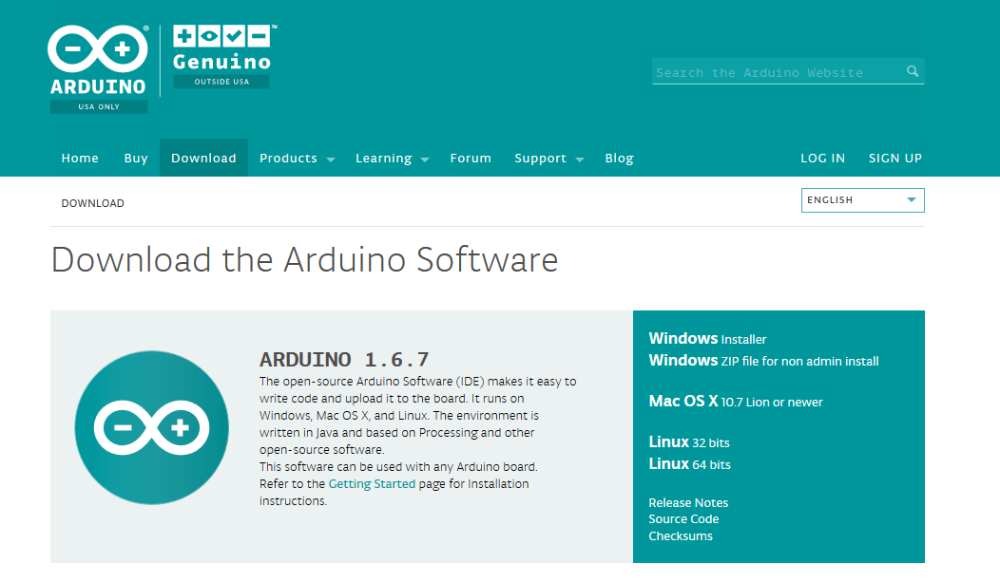 ARDUINO
USA ONLY
Genuino
OUTSIDE USA
Search the Arduino Website
Home Buy Download Products Learning Forum Support Blog LOG IN SIGN UP
DOWNLOAD
ENGLISH
Download the Arduino Software
ARDUINO 1.6.7
The open-source Arduino Software (IDE) makes it easy to
write code and upload it to the board. It runs on
Windows, Mac OS X, and Linux. The environment is
written in Java and based on Processing and other
open-source software.
This software can be used with any Arduino board.
Refer to the Getting Started page for Installation
instructions.
Windows Installer
Windows ZIP file for non admin install
Mac OS X 10.7 Lion or newer
Linux 32 bits
Linux 64 bits
Release Notes
Source Code
Checksums